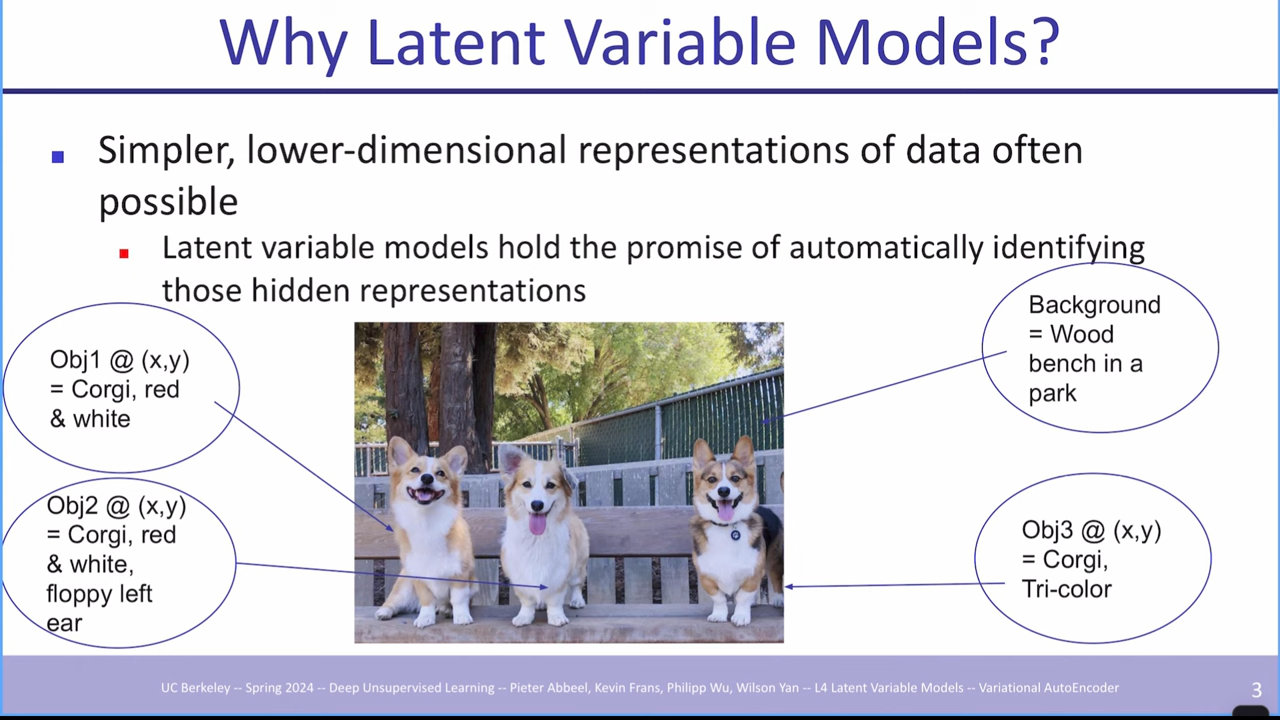 Why Latent Variable Models?
Simpler, lower-dimensional representations of data often
possible
Latent variable models hold the promise of automatically identifying
those hidden representations
Background
= Wood
bench in a
park
Obj1 @ (x,y)
= Corgi, red
& white
Obj2 @ (x,y)
= Corgi, red
& white,
floppy left
ear
Obj3 @ (x,y)
= Corgi,
Tri-color
UC Berkeley -- Spring 2024 -- Deep Unsupervised Learning -- Pieter Abbeel, Kevin Frans, Philipp Wu, Wilson Yan -- L4 Latent Variable Models -- Variational AutoEncoder
3